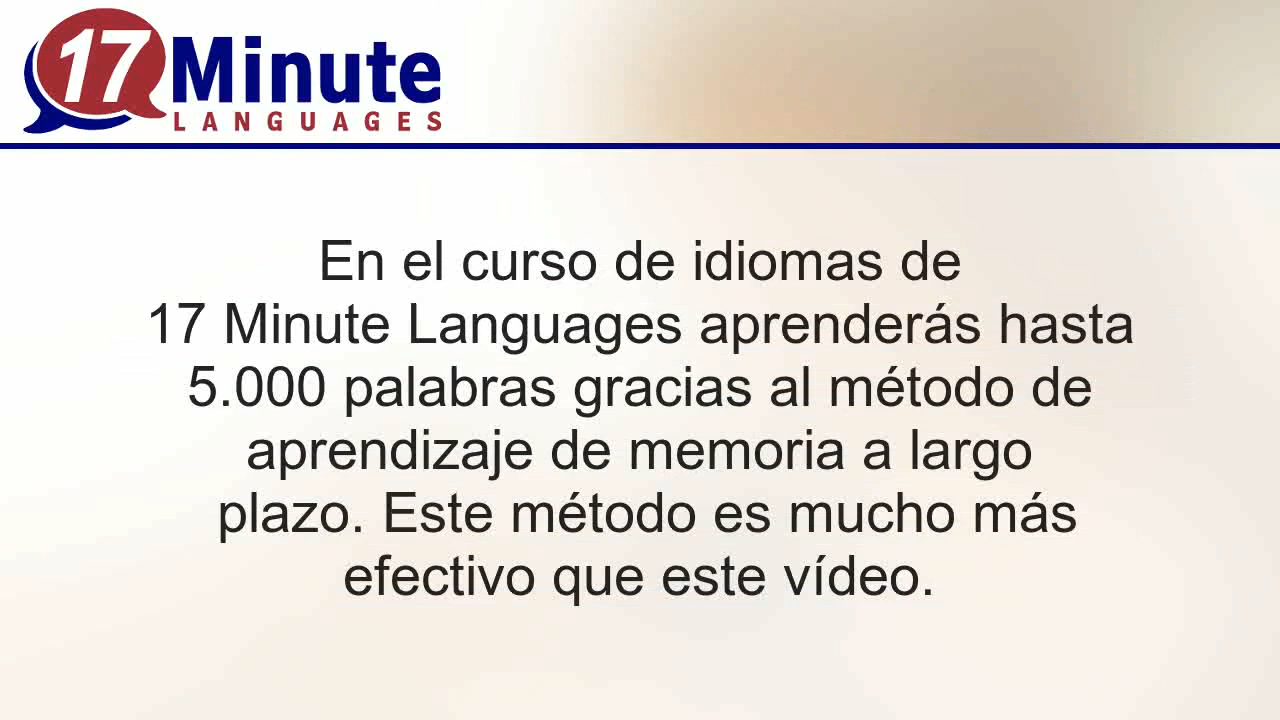 17 Minute
LANGUAGES
En el curso de idiomas de
17 Minute Languages aprenderás hasta
5.000 palabras gracias al método de
aprendizaje de memoria a largo
plazo. Este método es mucho más
efectivo que este vídeo.